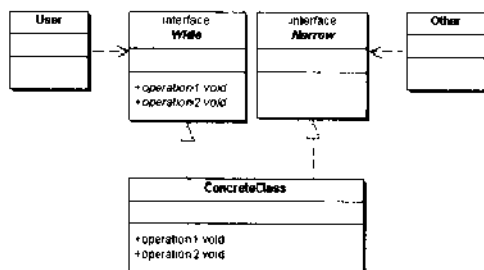 User
interface
Wide
+operation1 void
+operation2 void
interface
Narrow
Other
ConcreteClass
+operation1 void
+operation2 void